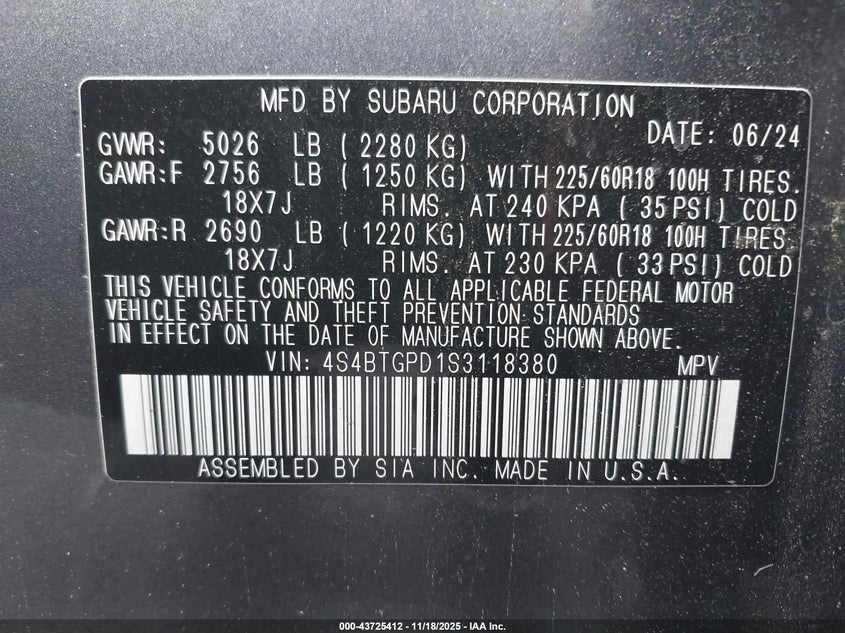 MFD BY SUBARU CORPORATION
DATE: 06/24
GVWR: 5026 LB ( 2280 KG)
GAWR:F 2756 LB ( 1250 KG) WITH 225/60R18 100H TIRES.
18X7J RIMS. AT 240 KPA ( 35 PSI) COLD
GAWR:R 2690 LB ( 1220 KG) WITH 225/60R18 100H TIRES.
18X7J RIMS. AT 230 KPA ( 33 PSI) COLD
THIS VEHICLE CONFORMS TO ALL APPLICABLE FEDERAL MOTOR
VEHICLE SAFETY AND THEFT PREVENTION STANDARDS
IN EFFECT ON THE DATE OF MANUFACTURE SHOWN ABOVE.
VIN: 4S4BTGPD1S3118380 MPV
ASSEMBLED BY SIA INC. MADE IN U.S.A.
000-43725412 - 11/18/2025 - IAA Inc.